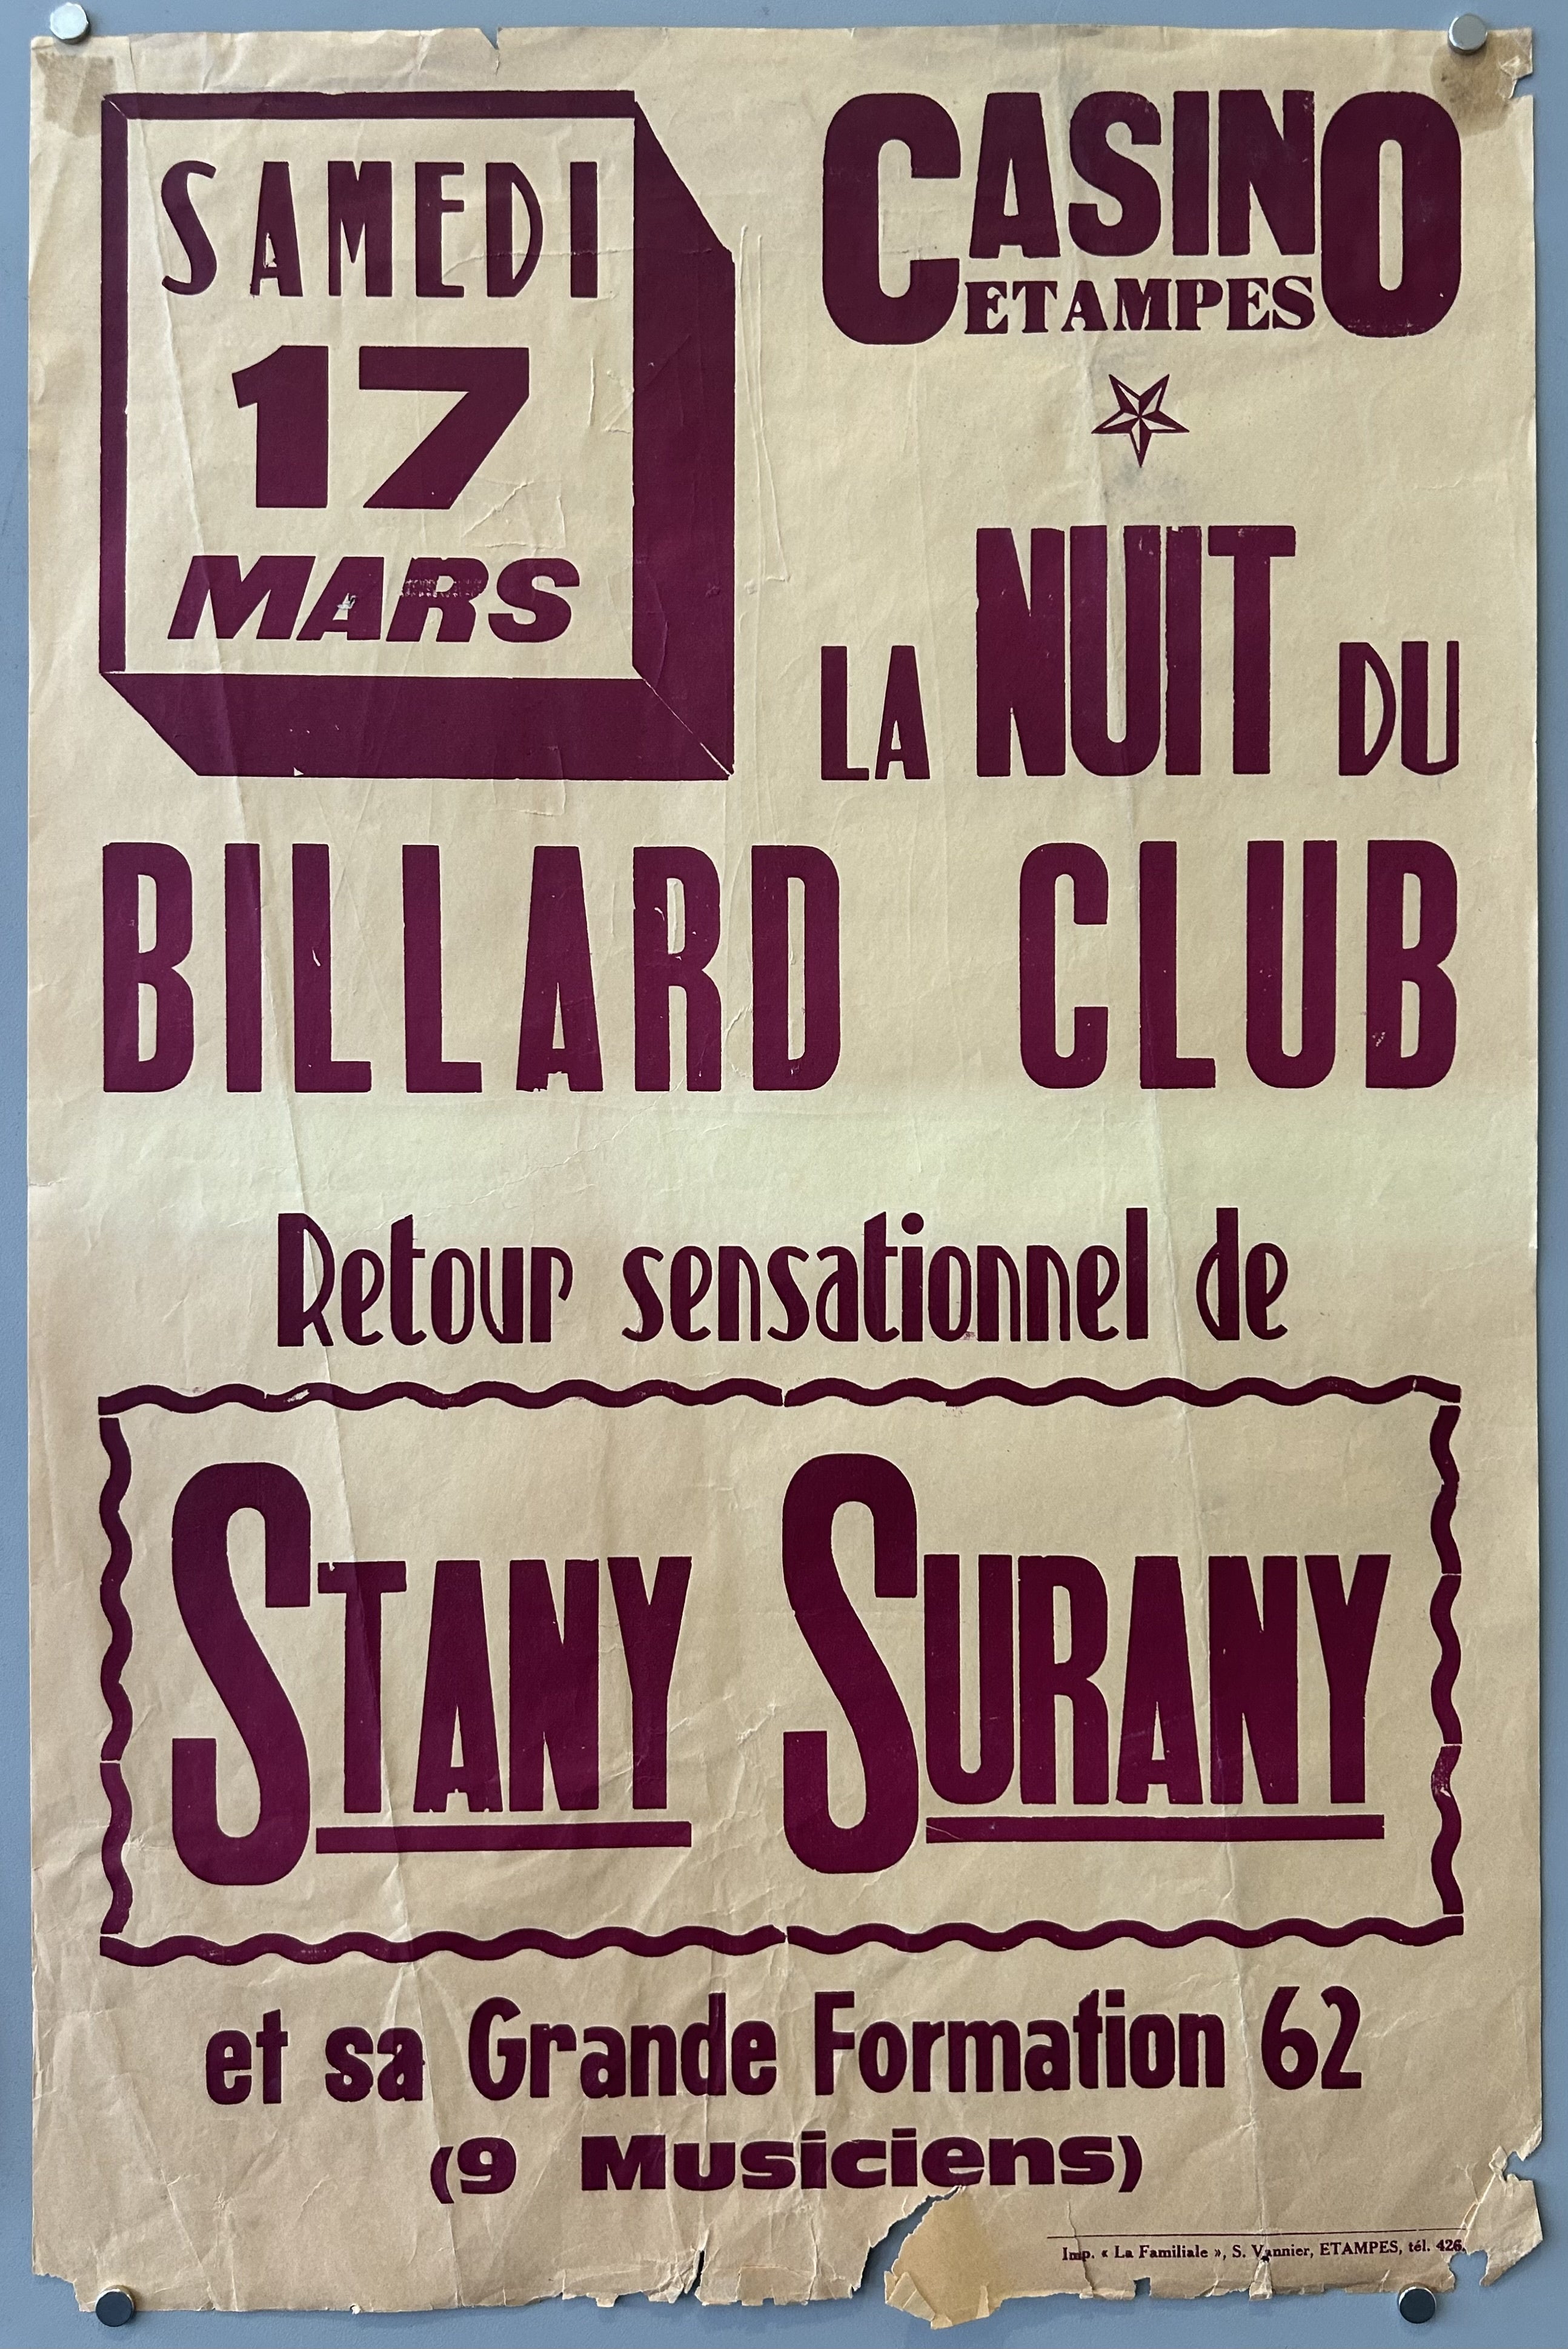 SAMEDI
17
MARS
CASINO
ETAMPES
LA NUIT DU
BILLARD CLUB
Retour sensationnel de
STANY SURANY
et sa Grande Formation 62
(9 Musiciens)
Imp. « La Familiale », S. Vannier, ETAMPES, tél. 426.